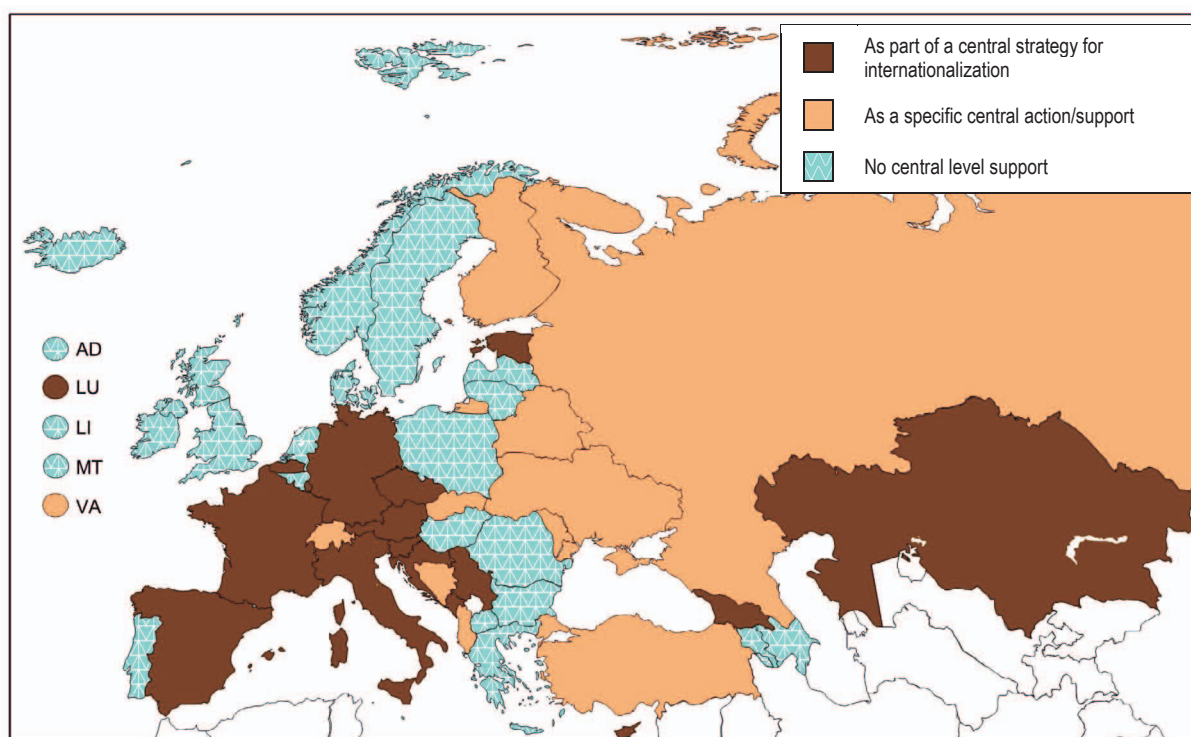 As part of a central strategy for
internationalization
As a specific central action/support
No central level support
AD
LU
LI
MT
VA